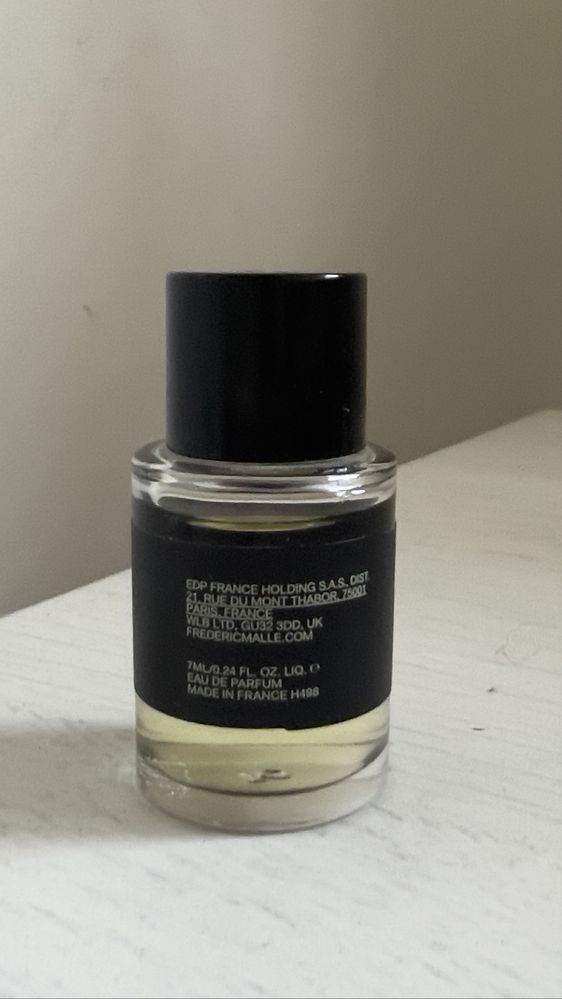 EDP FRANCE HOLDING S.A.S. DIST.
21, RUE DU MONT THABOR, 75001
PARIS, FRANCE
WLB LTD, GU32 3DD, UK
FREDERICMALLE.COM
7ML/0.24 FL. OZ. LIQ. ℮
EAU DE PARFUM
MADE IN FRANCE H498